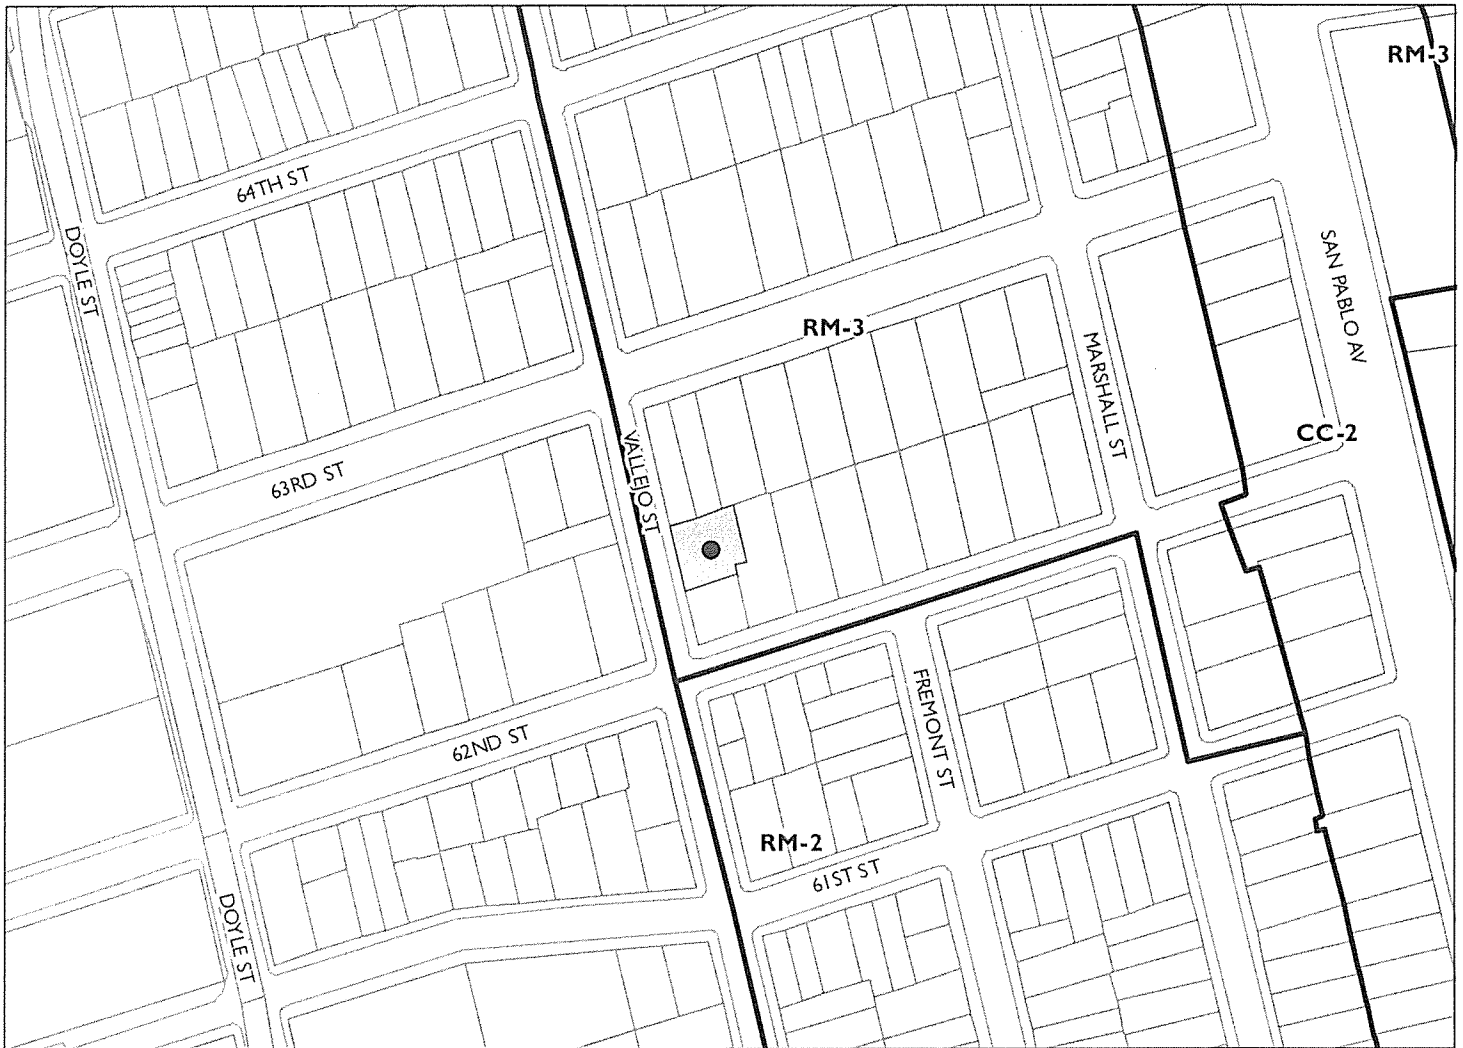 RM-3
64TH ST
DOYLE ST
SAN PABLO AV
RM-3
MARSHALL ST
CC-2
VALLEJO ST
63RD ST
62ND ST
FREMONT ST
RM-2
61ST ST
DOYLE ST